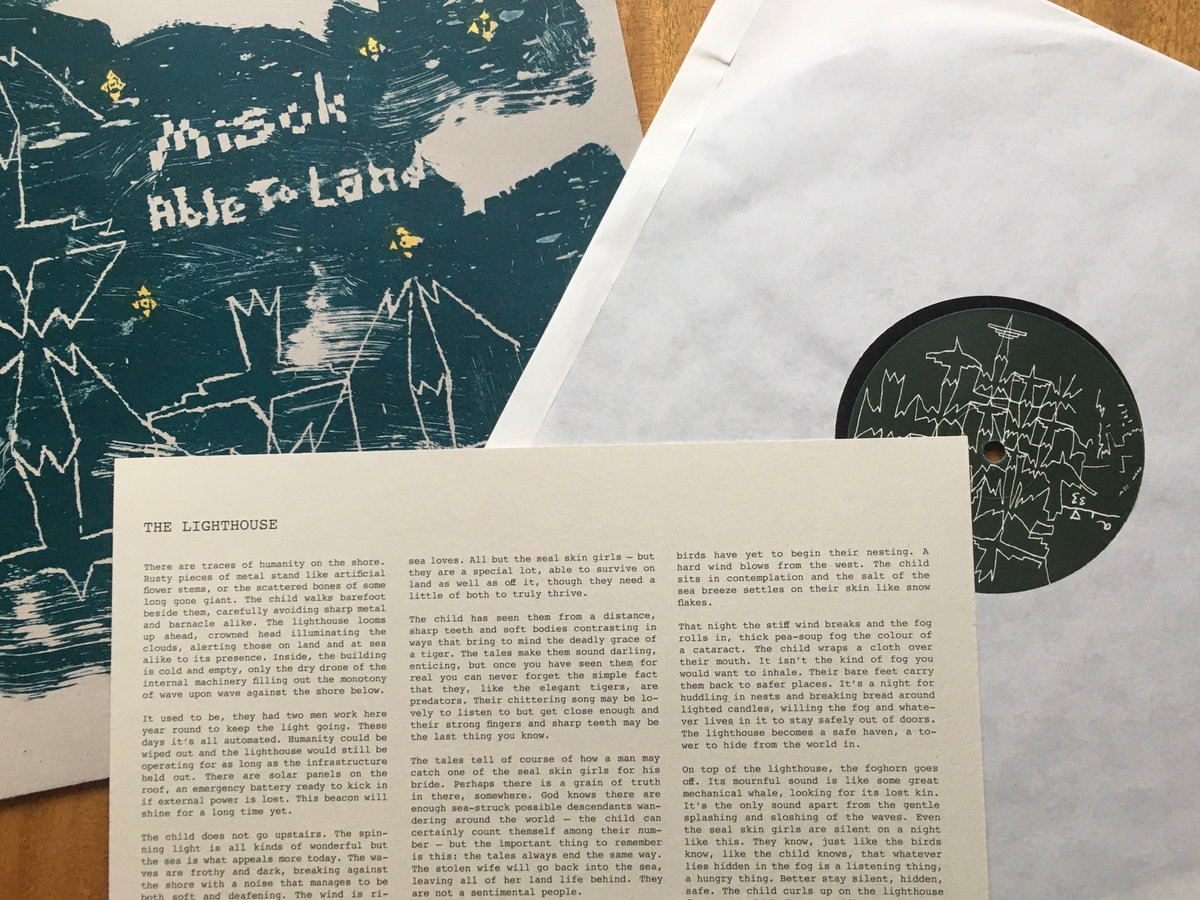 Misok
Able To Land
THE LIGHTHOUSE
There are traces of humanity on the shore.
Rusty pieces of metal stand like artificial
flower stems, or the scattered bones of some
long gone giant. The child walks barefoot
beside them, carefully avoiding sharp metal
and barnacle alike. The lighthouse looms
up ahead, crowned head illuminating the
clouds, alerting those on land and at sea
alike to its presence. Inside, the building
is cold and empty, only the dry drone of the
internal machinery filling out the monotony
of wave upon wave against the shore below.
It used to be, they had two men work here
year round to keep the light going. These
days it's all automated. Humanity could be
wiped out and the lighthouse would still be
operating for as long as the infrastructure
held out. There are solar panels on the
roof, an emergency battery ready to kick in
if external power is lost. This beacon will
shine for a long time yet.
The child does not go upstairs. The spin-
ning light is all kinds of wonderful but
the sea is what appeals more today. The wa-
ves are frothy and dark, breaking against
the shore with a noise that manages to be
both soft and deafening. The wind is ri-
sea loves. All but the seal skin girls – but
they are a special lot, able to survive on
land as well as off it, though they need a
little of both to truly thrive.
The child has seen them from a distance,
sharp teeth and soft bodies contrasting in
ways that bring to mind the deadly grace of
a tiger. The tales make them sound darling,
enticing, but once you have seen them for
real you can never forget the simple fact
that they, like the elegant tigers, are
predators. Their chittering song may be lo-
vely to listen to but get close enough and
their strong fingers and sharp teeth may be
the last thing you know.
The tales tell of course of how a man may
catch one of the seal skin girls for his
bride. Perhaps there is a grain of truth
in there, somewhere. God knows there are
enough sea-struck possible descendants wan-
dering around the world – the child can
certainly count themself among their num-
ber – but the important thing to remember
is this: the tales always end the same way.
The stolen wife will go back into the sea,
leaving all of her land life behind. They
are not a sentimental people.
birds have yet to begin their nesting. A
hard wind blows from the west. The child
sits in contemplation and the salt of the
sea breeze settles on their skin like snow
flakes.
That night the stiff wind breaks and the fog
rolls in, thick pea-soup fog the colour of
a cataract. The child wraps a cloth over
their mouth. It isn't the kind of fog you
would want to inhale. Their bare feet carry
them back to safer places. It's a night for
huddling in nests and breaking bread around
lighted candles, willing the fog and whate-
ver lives in it to stay safely out of doors.
The lighthouse becomes a safe haven, a to-
wer to hide from the world in.
On top of the lighthouse, the foghorn goes
off. Its mournful sound is like some great
mechanical whale, looking for its lost kin.
It's the only sound apart from the gentle
splashing and sloshing of the waves. Even
the seal skin girls are silent on a night
like this. They know, just like the birds
know, like the child knows, that whatever
lies hidden in the fog is a listening thing,
a hungry thing. Better stay silent, hidden,
safe. The child curls up on the lighthouse